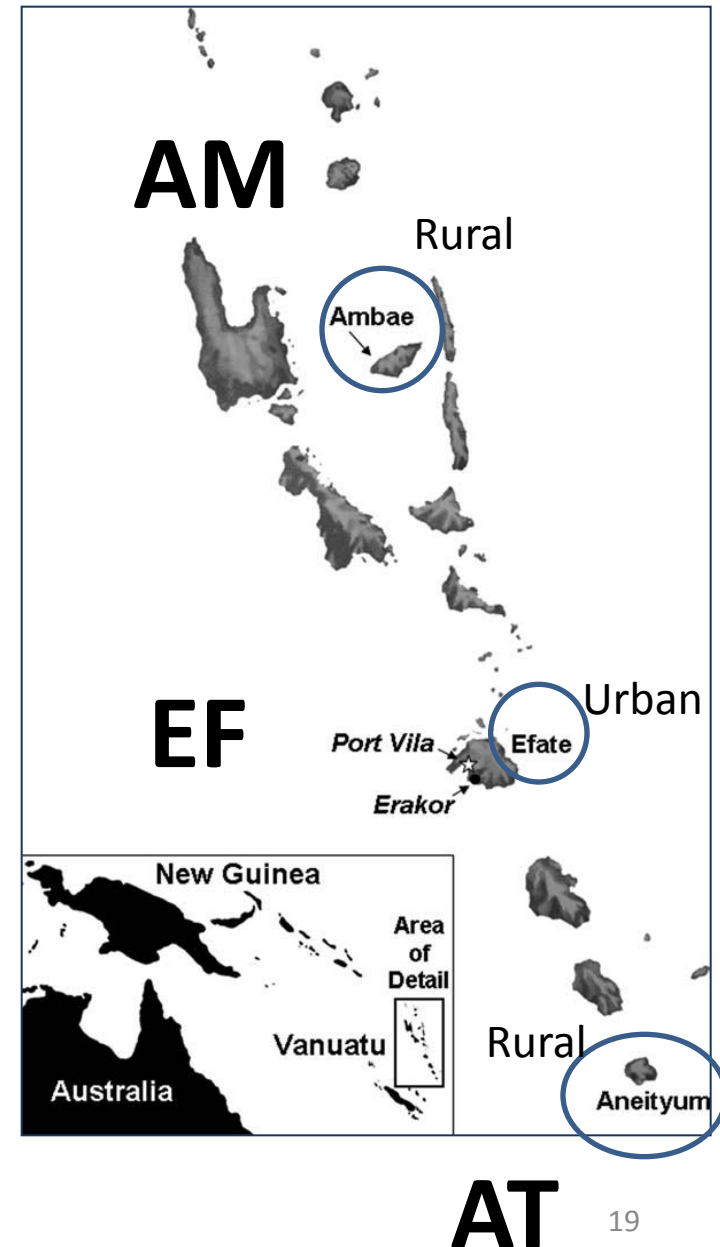 AM
Rural
Ambae
EF
Urban
Port Vila
Efate
Erakor
New Guinea
Area
of
Detail
Vanuatu
Australia
Rural
Aneityum
AT
19